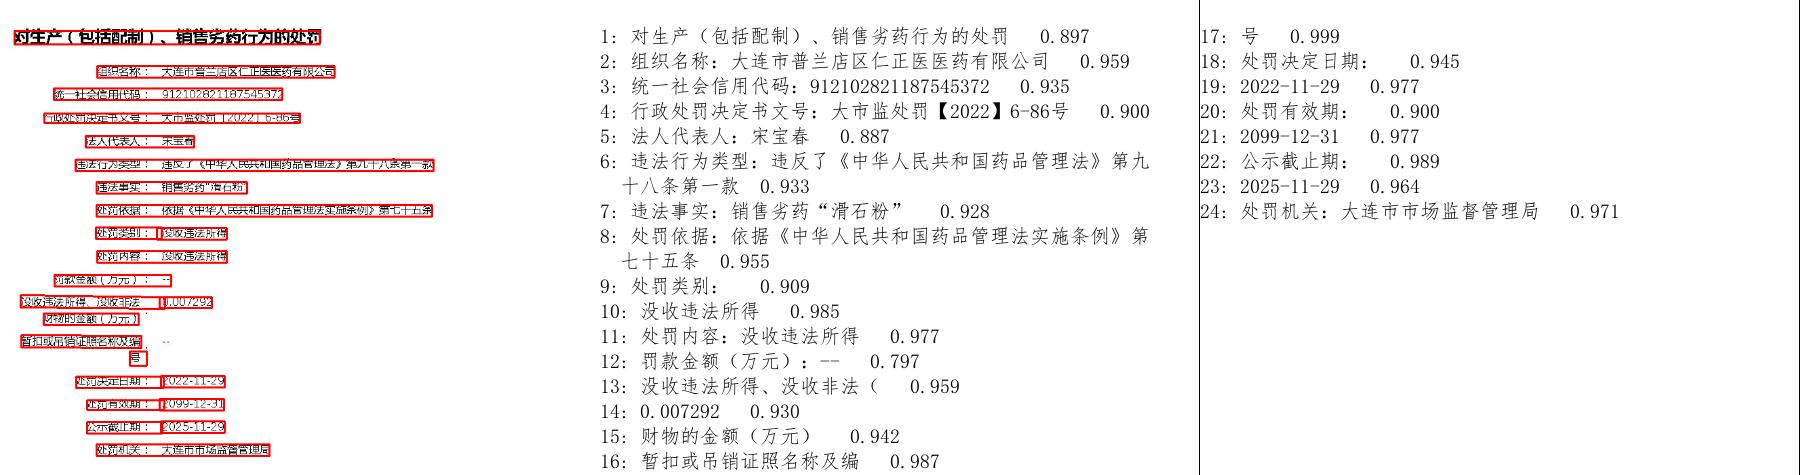 对生产（包括配制）、销售劣药行为的处罚
组织名称： 大连市普兰店区仁正医医药有限公司
统一社会信用代码： 912102821187545372
行政处罚决定书文号： 大市监处罚【2022】6-86号
法人代表人： 宋宝春
违法行为类型： 违反了《中华人民共和国药品管理法》第九十八条第一款
违法事实： 销售劣药“滑石粉”
处罚依据： 依据《中华人民共和国药品管理法实施条例》第七十五条
处罚类别： 没收违法所得
处罚内容： 没收违法所得
罚款金额（万元）： --
没收违法所得、没收非法 0.007292
财物的金额（万元）：
暂扣或吊销证照名称及编 --
号：
处罚决定日期： 2022-11-29
处罚有效期： 2099-12-31
公示截止期： 2025-11-29
处罚机关： 大连市市场监督管理局
1: 对生产（包括配制）、销售劣药行为的处罚 0.897
2: 组织名称：大连市普兰店区仁正医医药有限公司 0.959
3: 统一社会信用代码：912102821187545372 0.935
4: 行政处罚决定书文号：大市监处罚【2022】6-86号 0.900
5: 法人代表人：宋宝春 0.887
6: 违法行为类型：违反了《中华人民共和国药品管理法》第九
十八条第一款 0.933
7: 违法事实：销售劣药“滑石粉” 0.928
8: 处罚依据：依据《中华人民共和国药品管理法实施条例》第
七十五条 0.955
9: 处罚类别： 0.909
10: 没收违法所得 0.985
11: 处罚内容：没收违法所得 0.977
12: 罚款金额（万元）：-- 0.797
13: 没收违法所得、没收非法（ 0.959
14: 0.007292 0.930
15: 财物的金额（万元） 0.942
16: 暂扣或吊销证照名称及编 0.987
17: 号 0.999
18: 处罚决定日期： 0.945
19: 2022-11-29 0.977
20: 处罚有效期： 0.900
21: 2099-12-31 0.977
22: 公示截止期： 0.989
23: 2025-11-29 0.964
24: 处罚机关：大连市市场监督管理局 0.971